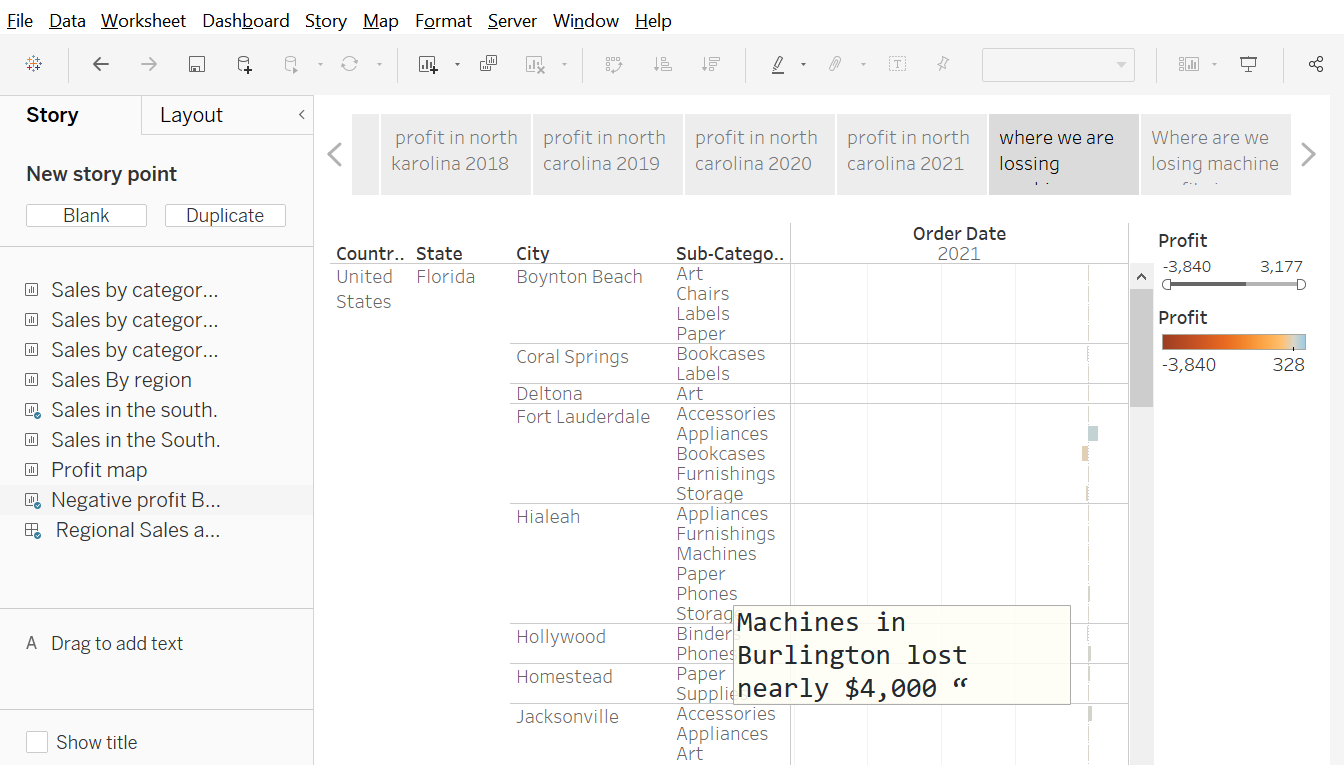 File Data Worksheet Dashboard Story Map Format Server Window Help
Story
Layout
New story point
Blank
Duplicate
Sales by categor...
Sales by categor...
Sales by categor...
Sales By region
Sales in the south.
Sales in the South.
Profit map
Negative profit B...
Regional Sales a...
A Drag to add text
Show title
profit in north
karolina 2018
profit in north
carolina 2019
profit in north
carolina 2020
profit in north
carolina 2021
where we are
lossing
Where are we
losing machine
Order Date
2021
Countr.. State City Sub-Catego..
United
States
Florida
Boynton Beach
Art
Chairs
Labels
Paper
Coral Springs
Bookcases
Labels
Deltona
Art
Fort Lauderdale
Accessories
Appliances
Bookcases
Furnishings
Storage
Hialeah
Appliances
Furnishings
Machines
Paper
Phones
Storag
Hollywood
Binder
Phones
Homestead
Paper
Supplie
Jacksonville
Accessories
Appliances
Art
Machines in
Burlington lost
nearly $4,000 “
Profit
-3,840 3,177
Profit
-3,840 328